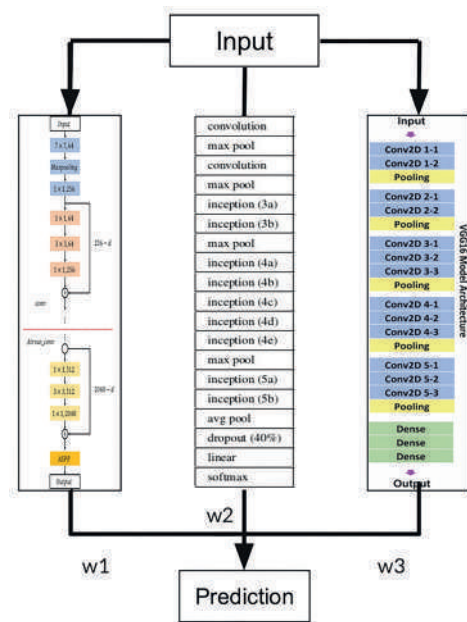 Input
Input
7 × 7, 64
Maxpooling
1 × 1, 256
1 × 1, 64
3 × 1, 64
1 × 1, 256
256 − d
conv
Atrous_conv
1 × 1, 512
3 × 1, 512
1 × 1, 2048
2048 − d
ASPP
Output
convolution
max pool
convolution
max pool
inception (3a)
inception (3b)
max pool
inception (4a)
inception (4b)
inception (4c)
inception (4d)
inception (4e)
max pool
inception (5a)
inception (5b)
avg pool
dropout (40%)
linear
softmax
Input
Conv2D 1-1
Conv2D 1-2
Pooling
Conv2D 2-1
Conv2D 2-2
Pooling
Conv2D 3-1
Conv2D 3-2
Conv2D 3-3
Pooling
Conv2D 4-1
Conv2D 4-2
Conv2D 4-3
Pooling
Conv2D 5-1
Conv2D 5-2
Conv2D 5-3
Pooling
Dense
Dense
Dense
Output
VGG16 Model Architecture
w1
w2
w3
Prediction